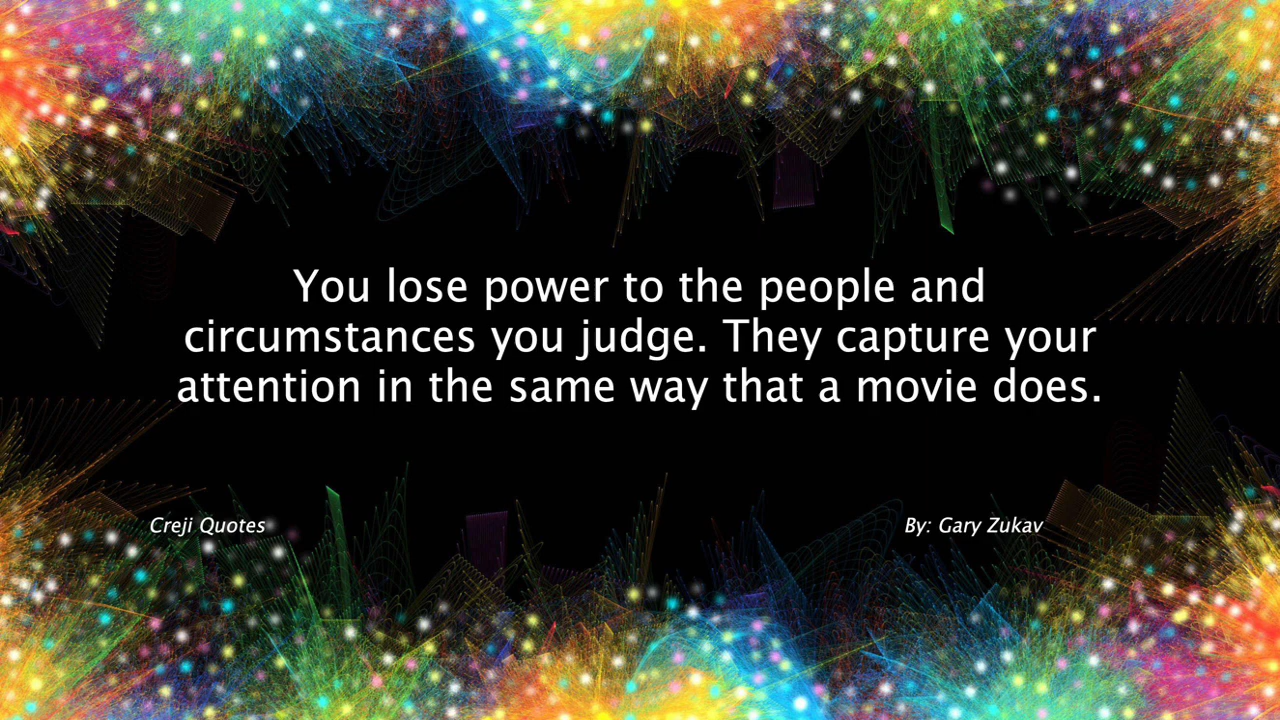 You lose power to the people and
circumstances you judge. They capture your
attention in the same way that a movie does.
Creji Quotes
By: Gary Zukav